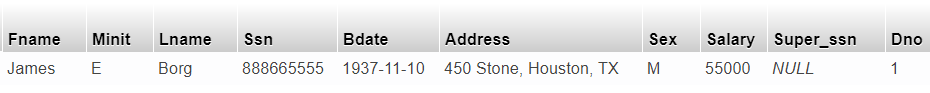 Fname Minit Lname Ssn Bdate Address Sex Salary Super_ssn Dno
James E Borg 888665555 1937-11-10 450 Stone, Houston, TX M 55000 NULL 1